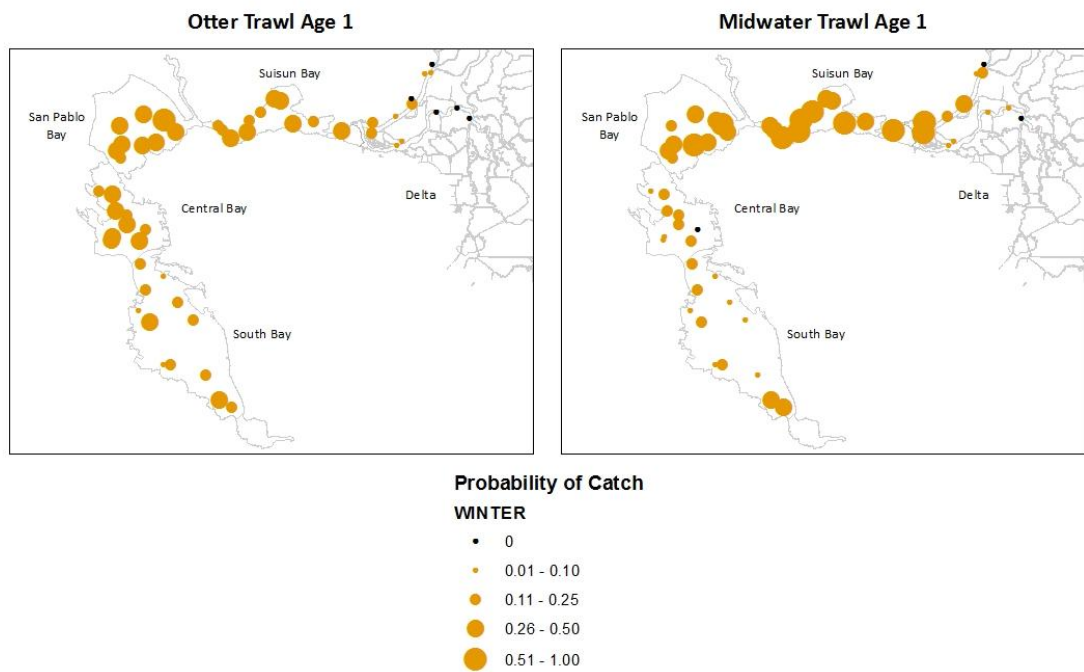 Otter Trawl Age 1
Suisun Bay
San Pablo
Bay
Central Bay
Delta
South Bay
Midwater Trawl Age 1
Suisun Bay
San Pablo
Bay
Central Bay
Delta
South Bay
Probability of Catch
WINTER
0
0.01 - 0.10
0.11 - 0.25
0.26 - 0.50
0.51 - 1.00